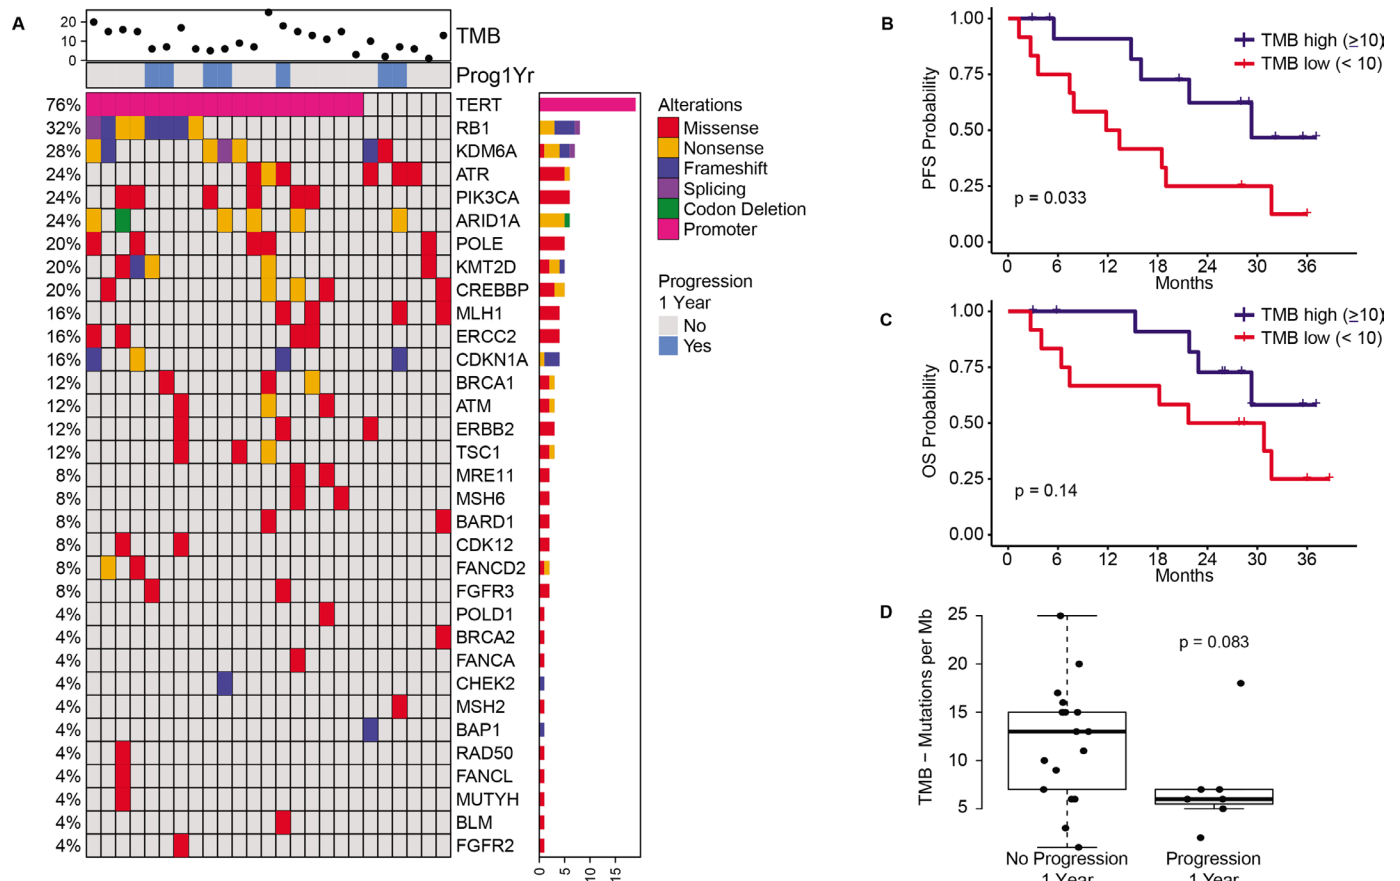 A
20
10
0
TMB
Prog1Yr
76% TERT
32% RB1
28% KDM6A
24% ATR
24% PIK3CA
24% ARID1A
20% POLE
20% KMT2D
20% CREBBP
16% MLH1
16% ERCC2
16% CDKN1A
12% BRCA1
12% ATM
12% ERBB2
12% TSC1
8% MRE11
8% MSH6
8% BARD1
8% CDK12
8% FANCD2
8% FGFR3
4% POLD1
4% BRCA2
4% FANCA
4% CHEK2
4% MSH2
4% BAP1
4% RAD50
4% FANCL
4% MUTYH
4% BLM
4% FGFR2
0 5 10 15
Alterations
Missense
Nonsense
Frameshift
Splicing
Codon Deletion
Promoter
Progression
1 Year
No
Yes
B
PFS Probability
1.00
0.75
0.50
0.25
0.00
TMB high (≥10)
TMB low (< 10)
p = 0.033
0 6 12 18 24 30 36
Months
C
OS Probability
1.00
0.75
0.50
0.25
0.00
TMB high (≥10)
TMB low (< 10)
p = 0.14
0 6 12 18 24 30 36
Months
D
TMB − Mutations per Mb
25
20
15
10
5
p = 0.083
No Progression
1 Year
Progression
1 Year